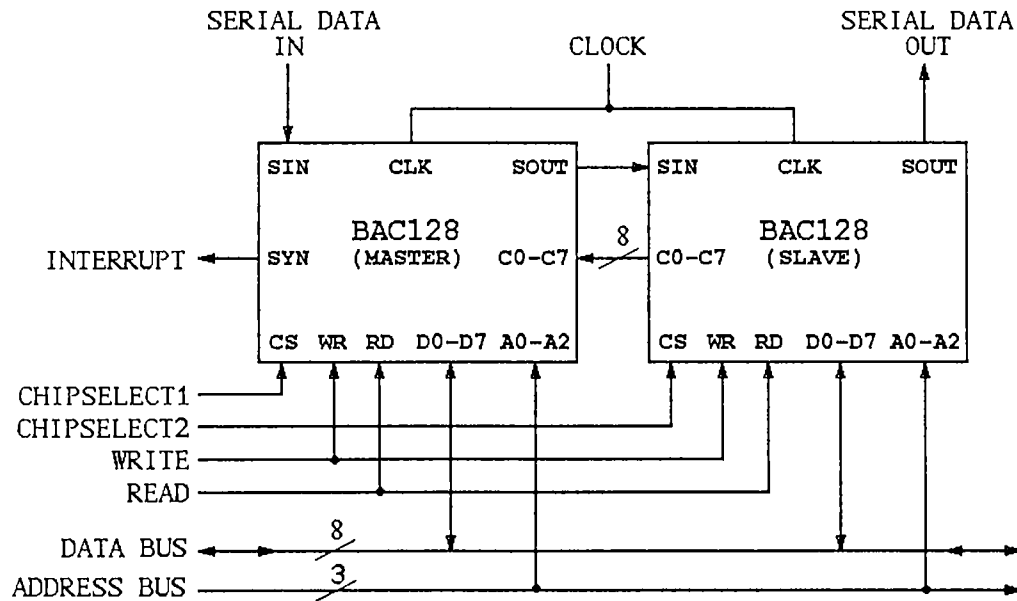 SERIAL DATA
IN
CLOCK
SERIAL DATA
OUT
SIN CLK SOUT
SIN CLK SOUT
BAC128
(MASTER)
BAC128
(SLAVE)
INTERRUPT
SYN C0-C7
8
C0-C7
CS WR RD D0-D7 A0-A2
CS WR RD D0-D7 A0-A2
CHIPSELECT1
CHIPSELECT2
WRITE
READ
DATA BUS
8
ADDRESS BUS
3